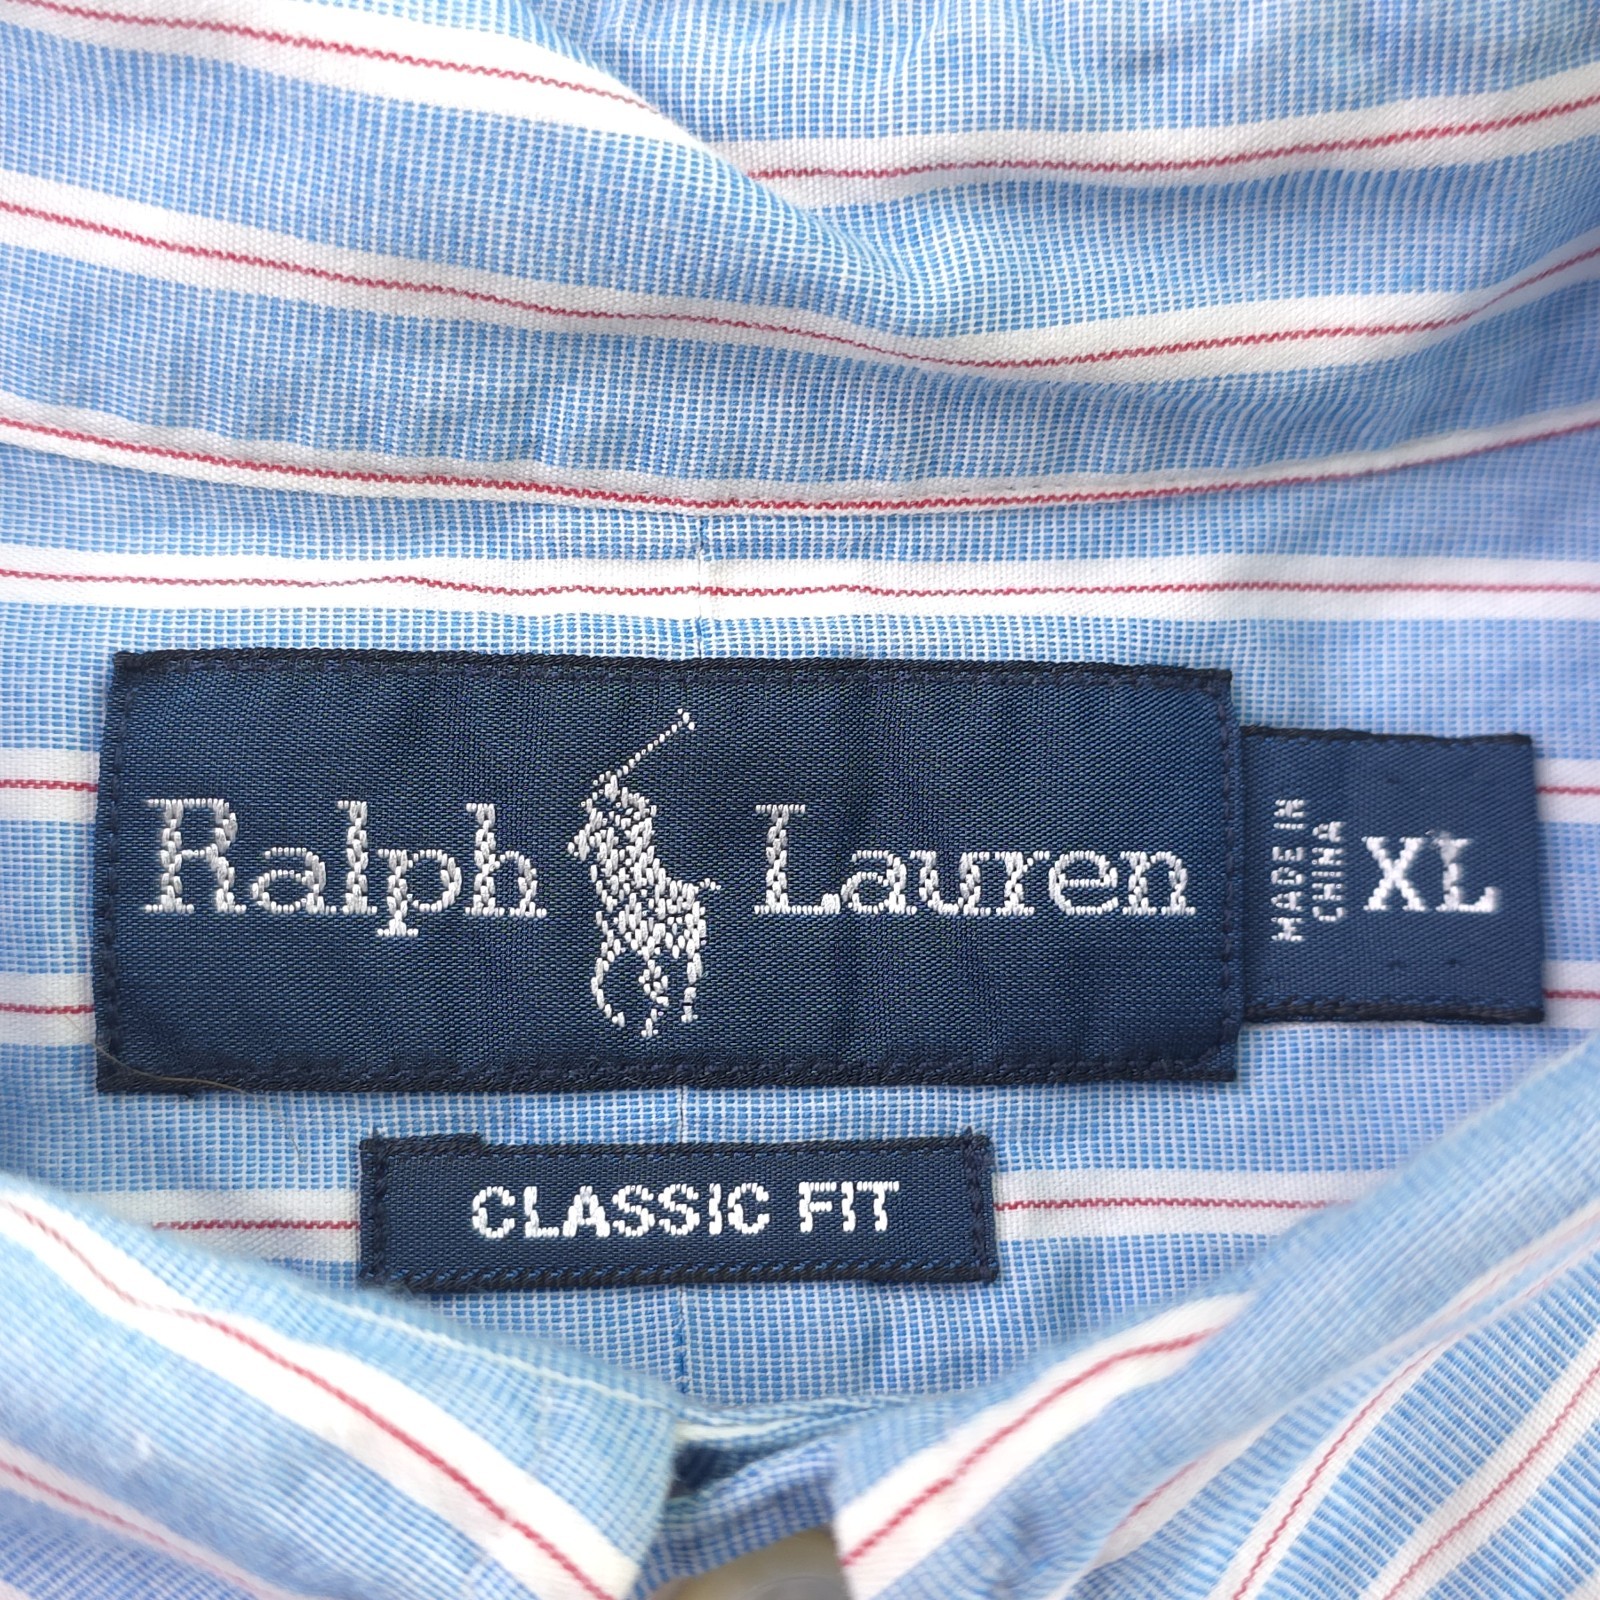 Ralph Lauren
MADE IN
CHINA
XL
CLASSIC FIT